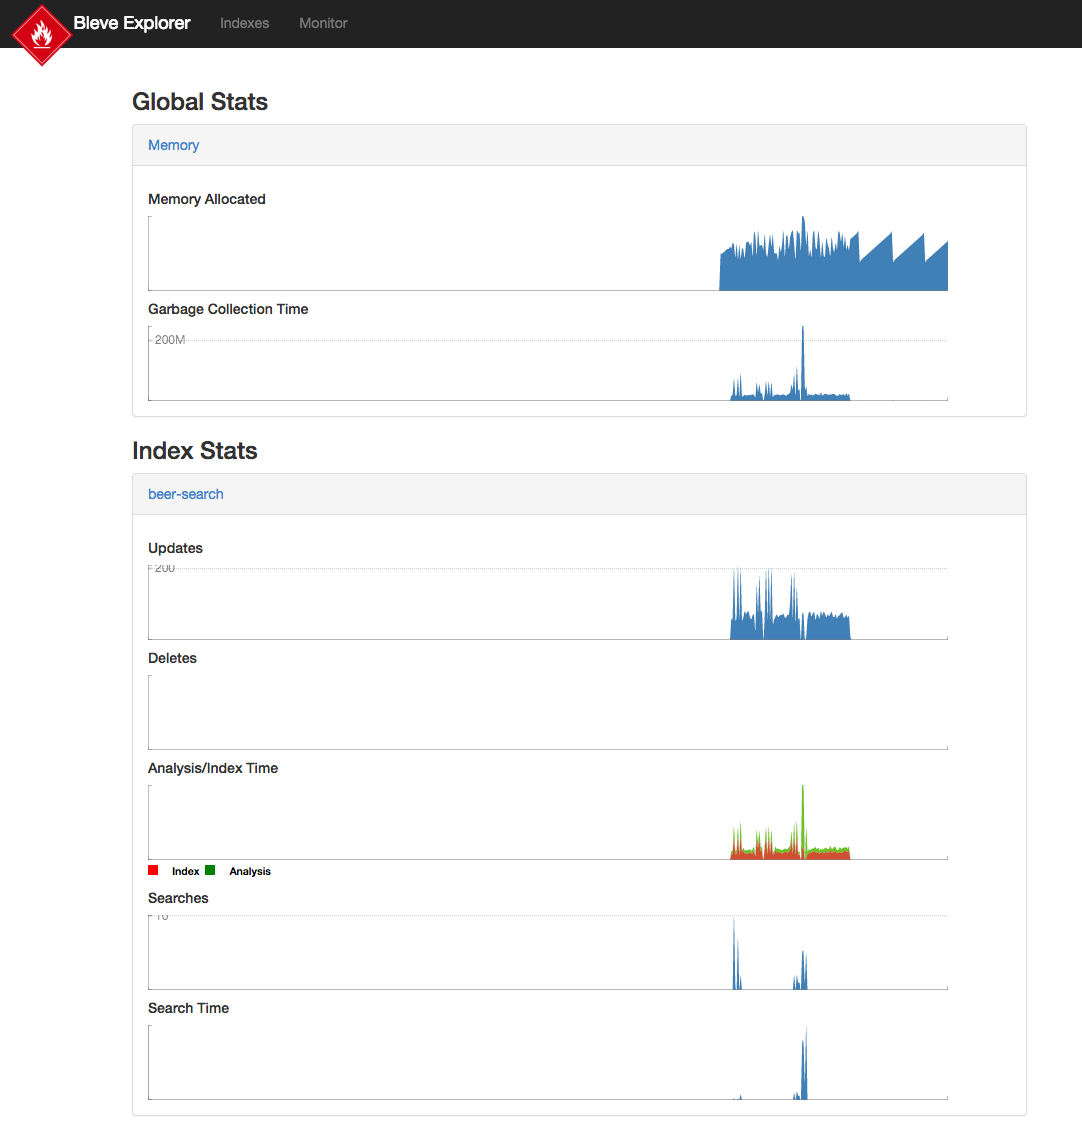 Bleve Explorer Indexes Monitor
Global Stats
Memory
Memory Allocated
Garbage Collection Time
200M
Index Stats
beer-search
Updates
200
Deletes
Analysis/Index Time
Index Analysis
Searches
10
Search Time